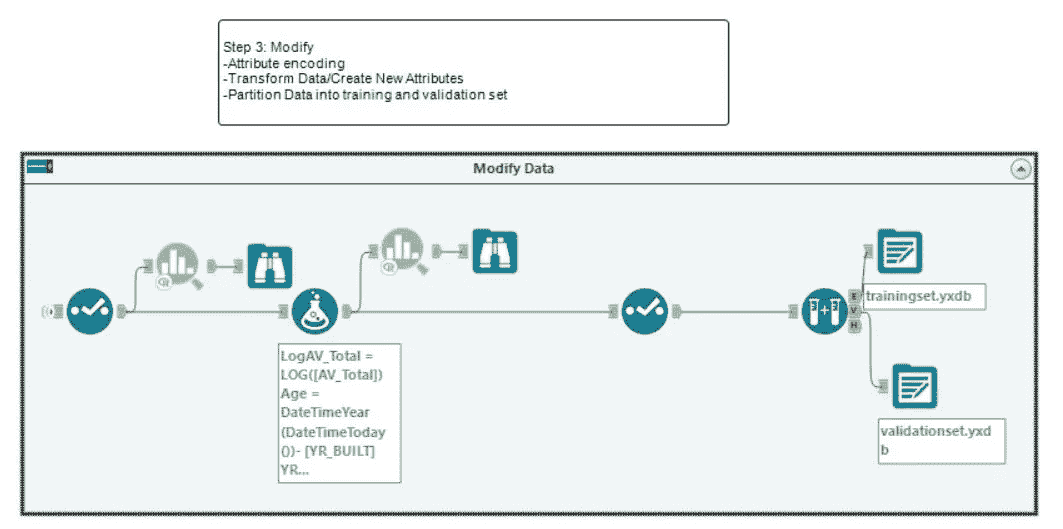 Step 3: Modify
-Attribute encoding
-Transform Data/Create New Attributes
-Partition Data into training and validation set
Modify Data
E
V
H
trainingset.yxdb
LogAV_Total =
LOG([AV_Total])
Age =
DateTimeYear
(DateTimeToday
())- [YR_BUILT]
YR...
validationset.yxd
b